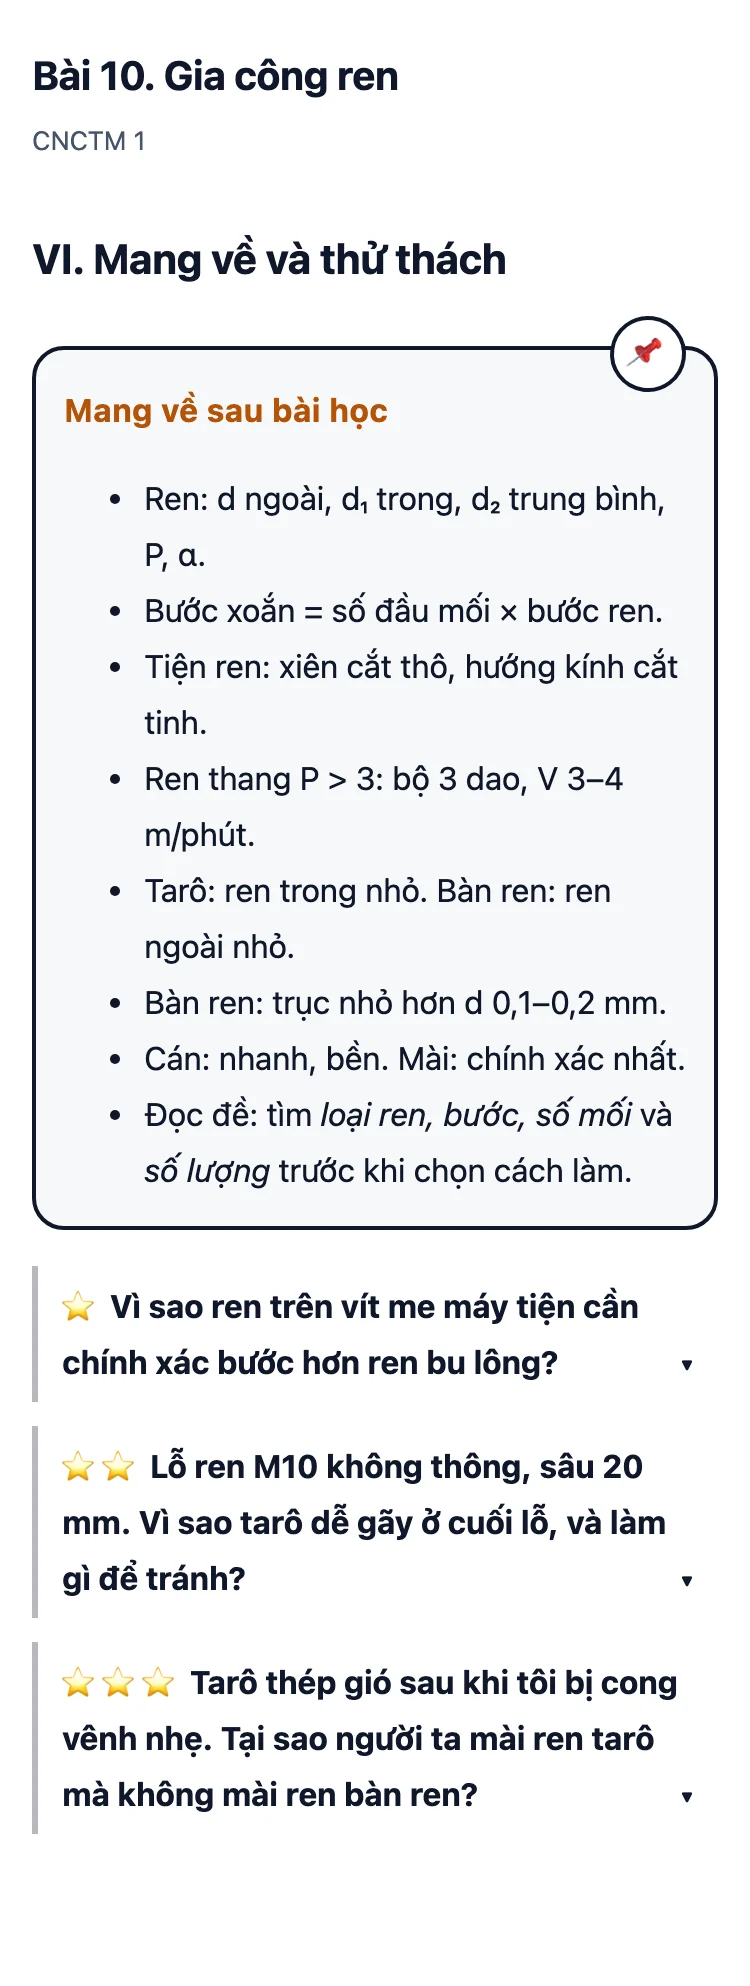 Bài 10. Gia công ren
CNCTM 1
VI. Mang về và thử thách
Mang về sau bài học
• Ren: d ngoài, d₁ trong, d₂ trung bình,
P, α.
• Bước xoắn = số đầu mối × bước ren.
• Tiện ren: xiên cắt thô, hướng kính cắt
tinh.
• Ren thang P > 3: bộ 3 dao, V 3–4
m/phút.
• Tarô: ren trong nhỏ. Bàn ren: ren
ngoài nhỏ.
• Bàn ren: trục nhỏ hơn d 0,1–0,2 mm.
• Cán: nhanh, bền. Mài: chính xác nhất.
• Đọc đề: tìm loại ren, bước, số mối và
số lượng trước khi chọn cách làm.
⭐ Vì sao ren trên vít me máy tiện cần
chính xác bước hơn ren bu lông? ▼
⭐⭐ Lỗ ren M10 không thông, sâu 20
mm. Vì sao tarô dễ gãy ở cuối lỗ, và làm
gì để tránh? ▼
⭐⭐⭐ Tarô thép gió sau khi tôi bị cong
vênh nhẹ. Tại sao người ta mài ren tarô
mà không mài ren bàn ren? ▼